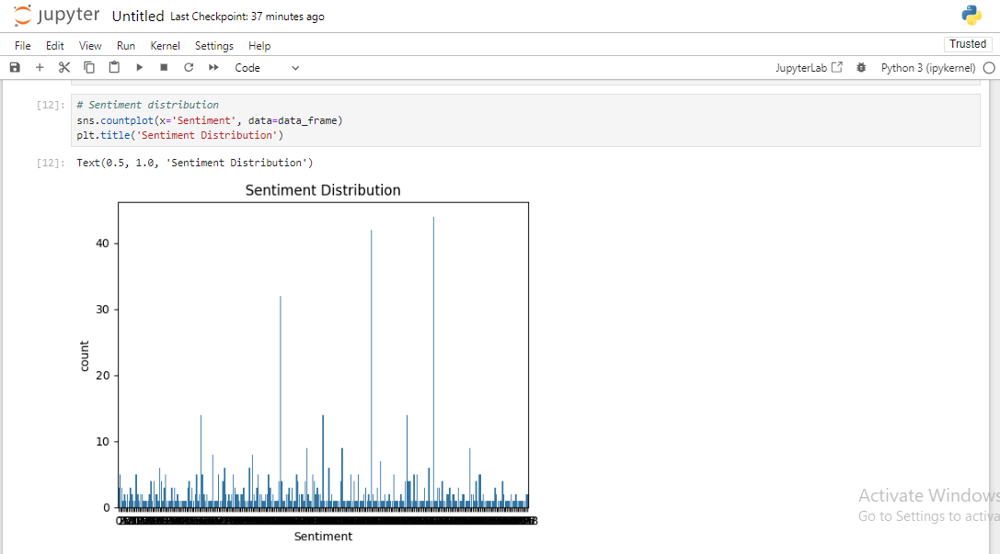 jupyter Untitled Last Checkpoint: 37 minutes ago
File Edit View Run Kernel Settings Help
Trusted
Code
JupyterLab
Python 3 (ipykernel)
[12]: # Sentiment distribution
sns.countplot(x='Sentiment', data=data_frame)
plt.title('Sentiment Distribution')
[12]: Text(0.5, 1.0, 'Sentiment Distribution')
Sentiment Distribution
40
30
20
10
0
count
Sentiment
Activate Windows
Go to Settings to activa